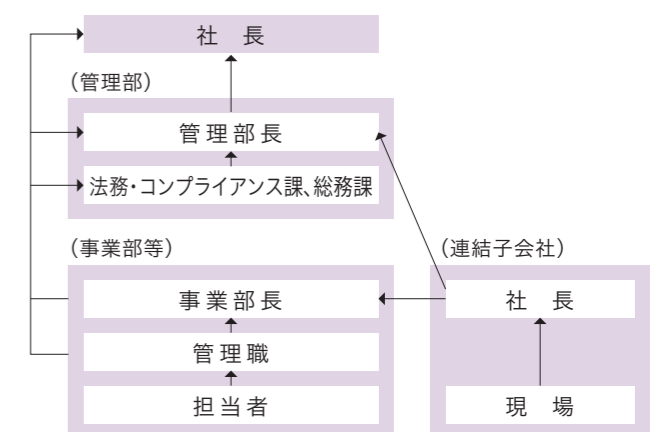 社　長
（管理部）
管理部長
法務・コンプライアンス課、総務課
（事業部等）
事業部長
管理職
担当者
（連結子会社）
社　長
現　場